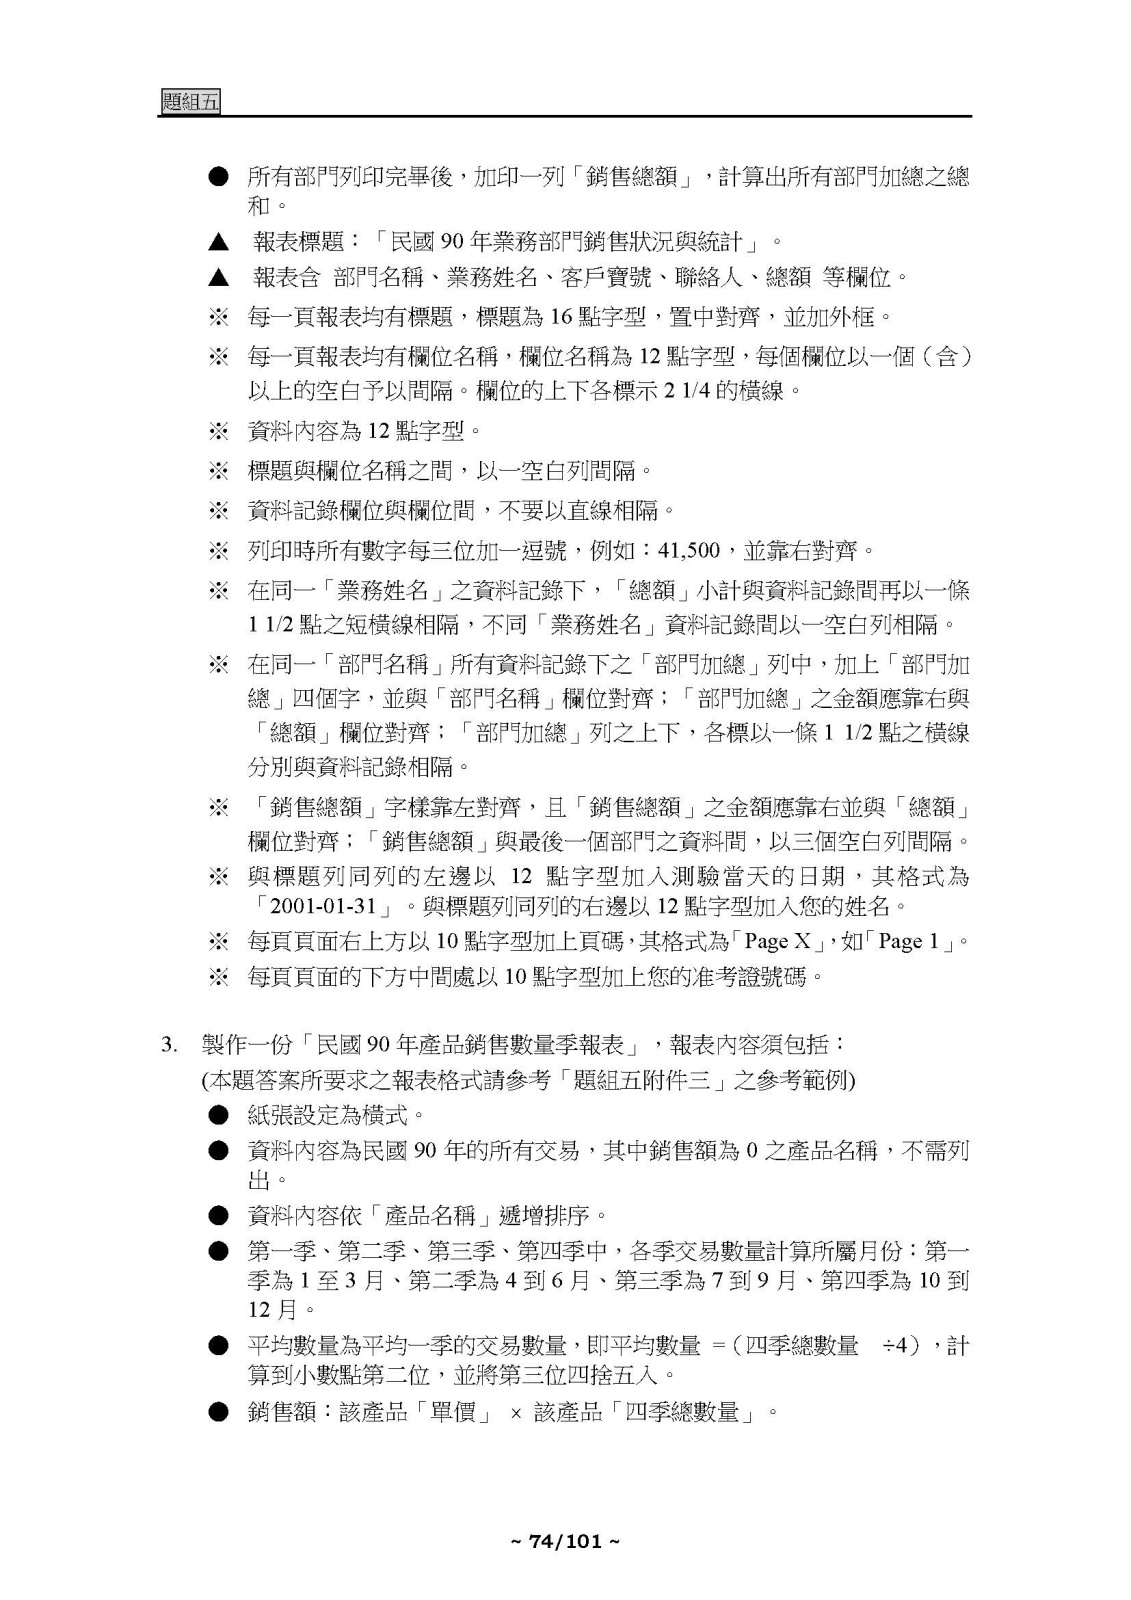 題組五
● 所有部門列印完畢後，加印一列「銷售總額」，計算出所有部門加總之總
和。
▲ 報表標題：「民國 90 年業務部門銷售狀況與統計」。
▲ 報表含 部門名稱、業務姓名、客戶寶號、聯絡人、總額 等欄位。
※ 每一頁報表均有標題，標題為 16 點字型，置中對齊，並加外框。
※ 每一頁報表均有欄位名稱，欄位名稱為 12 點字型，每個欄位以一個（含）
以上的空白予以間隔。欄位的上下各標示 2 1/4 的橫線。
※ 資料內容為 12 點字型。
※ 標題與欄位名稱之間，以一空白列間隔。
※ 資料記錄欄位與欄位間，不要以直線相隔。
※ 列印時所有數字每三位加一逗號，例如：41,500，並靠右對齊。
※ 在同一「業務姓名」之資料記錄下，「總額」小計與資料記錄間再以一條
1 1/2 點之短橫線相隔，不同「業務姓名」資料記錄間以一空白列相隔。
※ 在同一「部門名稱」所有資料記錄下之「部門加總」列中，加上「部門加
總」四個字，並與「部門名稱」欄位對齊；「部門加總」之金額應靠右與
「總額」欄位對齊；「部門加總」列之上下，各標以一條 1 1/2 點之橫線
分別與資料記錄相隔。
※ 「銷售總額」字樣靠左對齊，且「銷售總額」之金額應靠右並與「總額」
欄位對齊；「銷售總額」與最後一個部門之資料間，以三個空白列間隔。
※ 與標題列同列的左邊以 12 點字型加入測驗當天的日期，其格式為
「2001-01-31」。與標題列同列的右邊以 12 點字型加入您的姓名。
※ 每頁頁面右上方以 10 點字型加上頁碼，其格式為「Page X」，如「Page 1」。
※ 每頁頁面的下方中間處以 10 點字型加上您的准考證號碼。
3. 製作一份「民國 90 年產品銷售數量季報表」，報表內容須包括：
(本題答案所要求之報表格式請參考「題組五附件三」之參考範例)
● 紙張設定為橫式。
● 資料內容為民國 90 年的所有交易，其中銷售額為 0 之產品名稱，不需列
出。
● 資料內容依「產品名稱」遞增排序。
● 第一季、第二季、第三季、第四季中，各季交易數量計算所屬月份：第一
季為 1 至 3 月、第二季為 4 到 6 月、第三季為 7 到 9 月、第四季為 10 到
12 月。
● 平均數量為平均一季的交易數量，即平均數量 =（四季總數量 ÷4），計
算到小數點第二位，並將第三位四捨五入。
● 銷售額：該產品「單價」 × 該產品「四季總數量」。
~ 74/101 ~